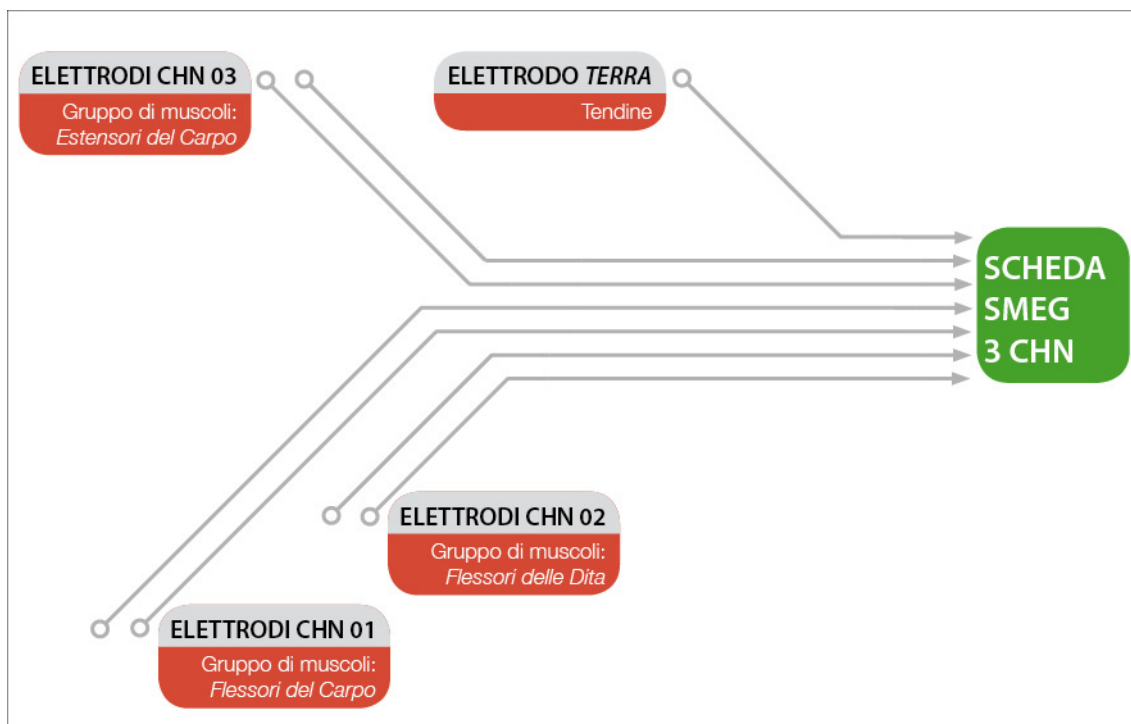 ELETTRODI CHN 03
Gruppo di muscoli:
Estensori del Carpo
ELETTRODO TERRA
Tendine
SCHEDA
SMEG
3 CHN
ELETTRODI CHN 02
Gruppo di muscoli:
Flessori delle Dita
ELETTRODI CHN 01
Gruppo di muscoli:
Flessori del Carpo